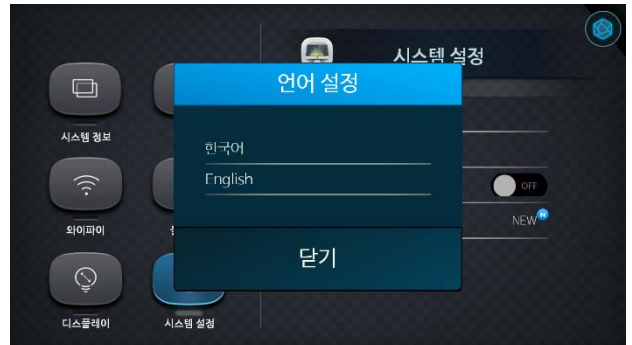 시스템 설정
언어 설정
시스템 정보
한국어
English
OFF
와이파이
NEW
N
닫기
디스플레이
시스템 설정